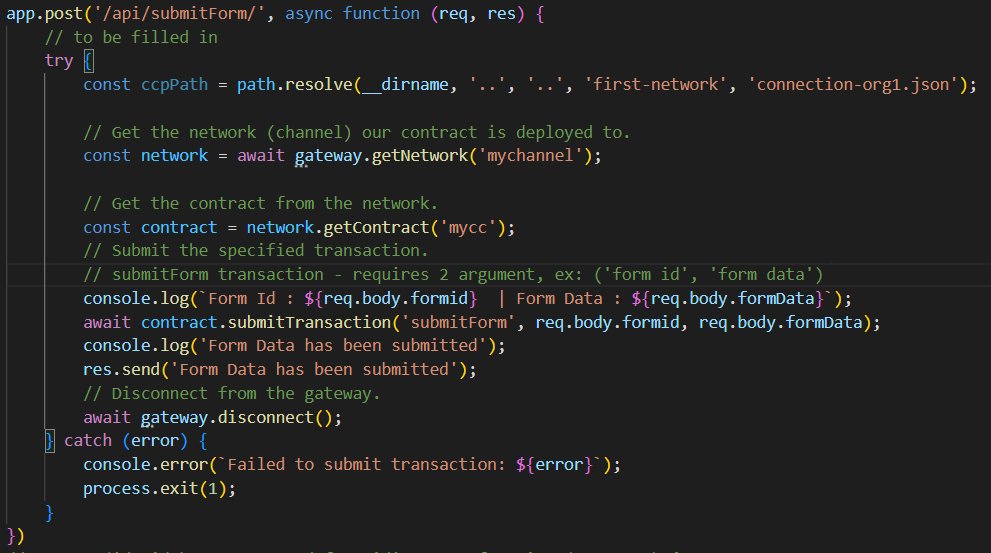 app.post('/api/submitForm/', async function (req, res) {
    // to be filled in
    try {
        const ccpPath = path.resolve(__dirname, '..', '..', 'first-network', 'connection-org1.json');

        // Get the network (channel) our contract is deployed to.
        const network = await gateway.getNetwork('mychannel');

        // Get the contract from the network.
        const contract = network.getContract('mycc');
        // Submit the specified transaction.
        // submitForm transaction - requires 2 argument, ex: ('form id', 'form data')
        console.log(`Form Id : ${req.body.formid}  | Form Data : ${req.body.formData}`);
        await contract.submitTransaction('submitForm', req.body.formid, req.body.formData);
        console.log('Form Data has been submitted');
        res.send('Form Data has been submitted');
        // Disconnect from the gateway.
        await gateway.disconnect();
    } catch (error) {
        console.error(`Failed to submit transaction: ${error}`);
        process.exit(1);
    }
})